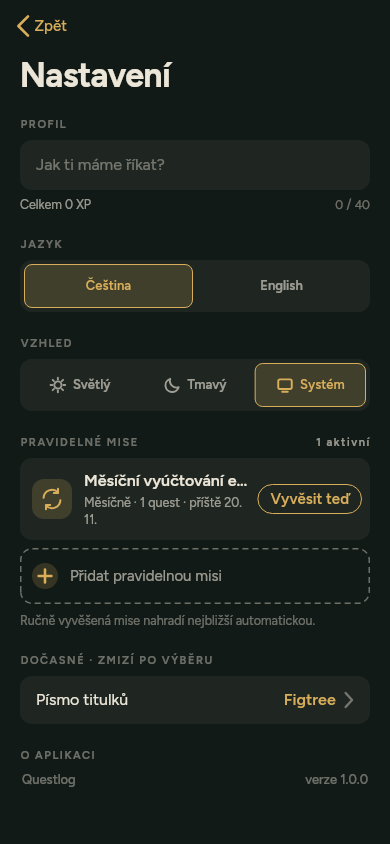 Zpět
Nastavení
PROFIL
Jak ti máme říkat?
Celkem 0 XP
0 / 40
JAZYK
Čeština
English
VZHLED
Světlý
Tmavý
Systém
PRAVIDELNÉ MISE
1 aktivní
Měsíční vyúčtování e...
Měsíčně · 1 quest · příště 20.
11.
Vyvěsit teď
Přidat pravidelnou misi
Ručně vyvěšená mise nahradí nejbližší automatickou.
DOČASNÉ · ZMIZÍ PO VÝBĚRU
Písmo titulků
Figtree
O APLIKACI
Questlog
verze 1.0.0